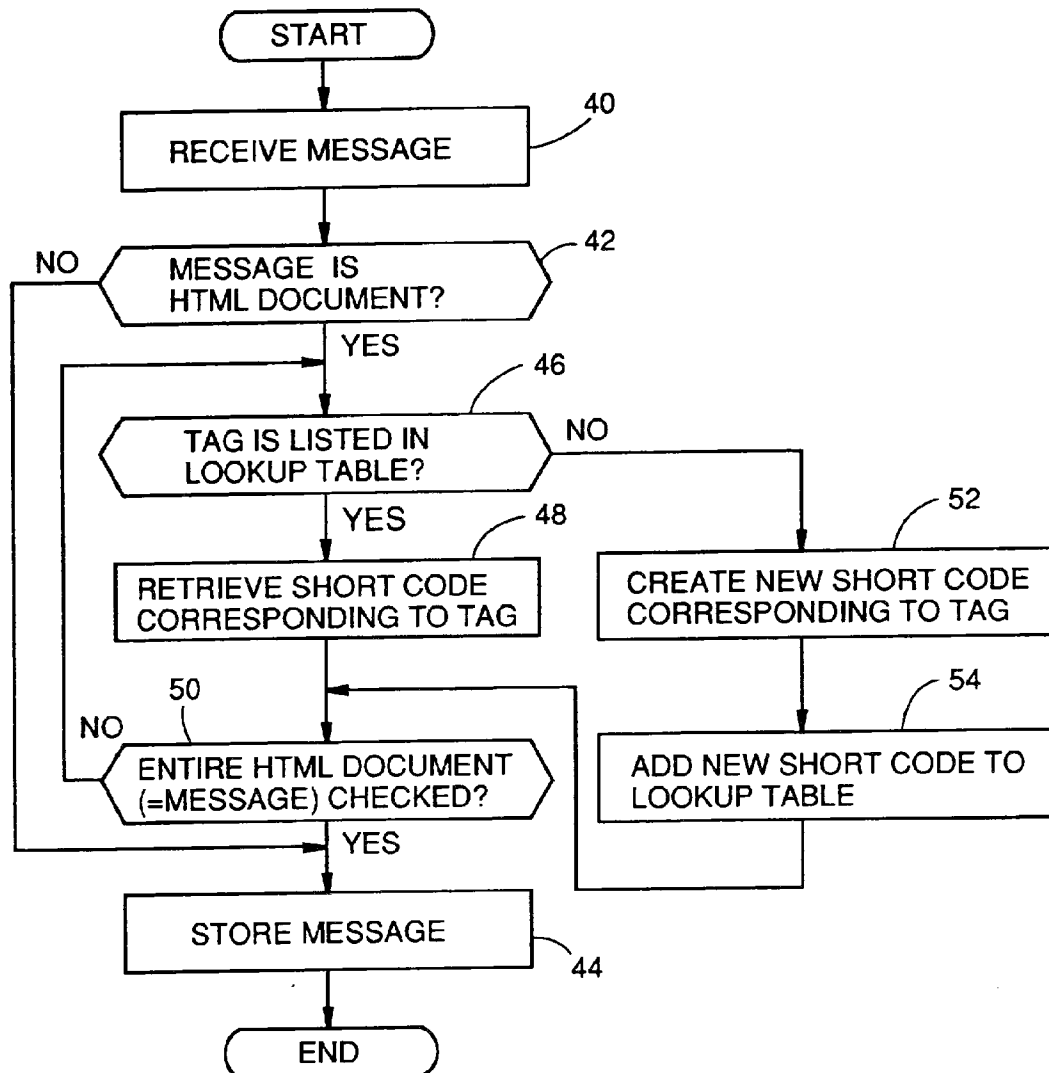 START
40
RECEIVE MESSAGE
42
NO
MESSAGE IS
HTML DOCUMENT?
YES
46
TAG IS LISTED IN
LOOKUP TABLE?
NO
YES
48
52
RETRIEVE SHORT CODE
CORRESPONDING TO TAG
CREATE NEW SHORT CODE
CORRESPONDING TO TAG
50
54
NO
ENTIRE HTML DOCUMENT
(=MESSAGE) CHECKED?
ADD NEW SHORT CODE TO
LOOKUP TABLE
YES
STORE MESSAGE
44
END